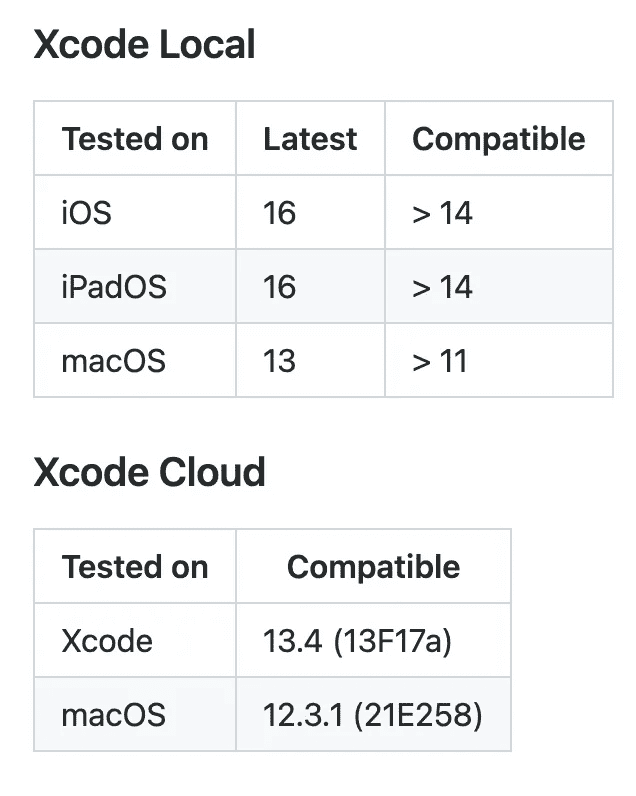 Xcode Local
Tested on Latest Compatible
iOS 16 > 14
iPadOS 16 > 14
macOS 13 > 11
Xcode Cloud
Tested on Compatible
Xcode 13.4 (13F17a)
macOS 12.3.1 (21E258)